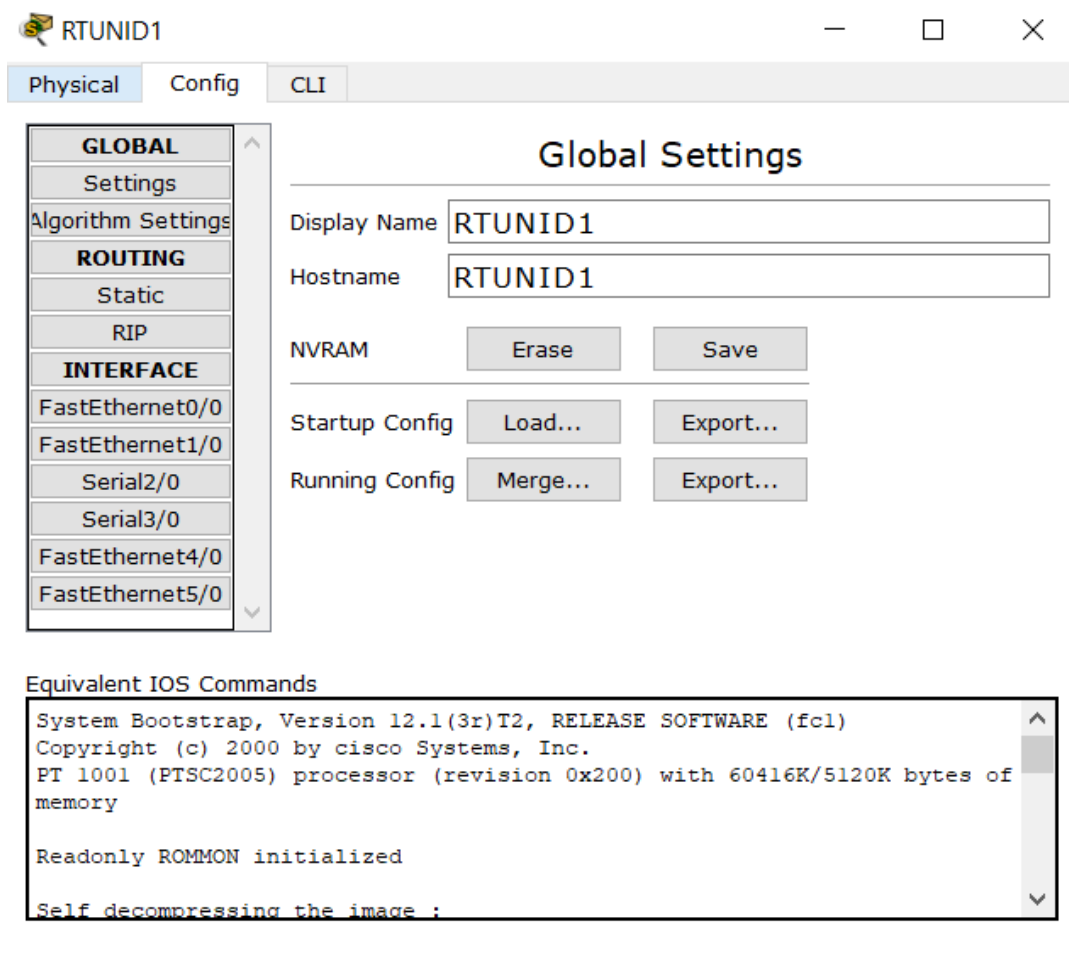 RTUNID1
Physical Config CLI
GLOBAL
Settings
Algorithm Settings
ROUTING
Static
RIP
INTERFACE
FastEthernet0/0
FastEthernet1/0
Serial2/0
Serial3/0
FastEthernet4/0
FastEthernet5/0
Global Settings
Display Name RTUNID1
Hostname RTUNID1
NVRAM Erase Save
Startup Config Load... Export...
Running Config Merge... Export...
Equivalent IOS Commands
System Bootstrap, Version 12.1(3r)T2, RELEASE SOFTWARE (fc1)
Copyright (c) 2000 by cisco Systems, Inc.
PT 1001 (PTSC2005) processor (revision 0x200) with 60416K/5120K bytes of
memory
Readonly ROMMON initialized
Self decompressing the image :